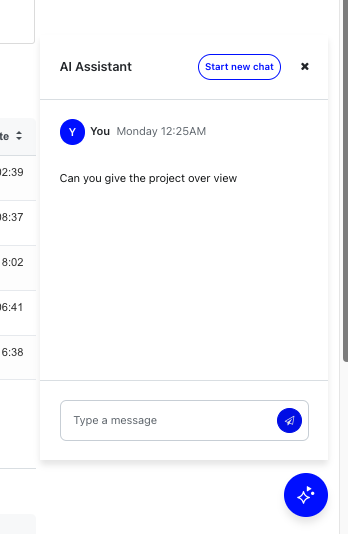 AI Assistant
Start new chat
Y
You Monday 12:25AM
Can you give the project over view
te
02:39
08:37
8:02
06:41
6:38
Type a message